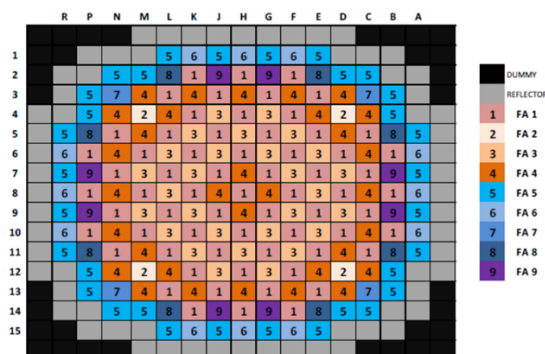 R P N M L K J H G F E D C B A
1 5 6 5 6 5 6 5
2 5 5 8 1 9 1 9 1 8 5 5
3 5 7 4 1 4 1 4 1 4 1 4 7 5
4 5 4 2 4 1 3 1 3 1 4 2 4 5
5 5 8 1 4 1 3 1 3 1 3 1 4 1 8 5
6 6 1 4 1 3 1 3 1 3 1 3 1 4 1 6
7 5 9 1 3 1 3 1 4 1 3 1 3 1 9 5
8 6 1 4 1 3 1 4 1 4 1 3 1 4 1 6
9 5 9 1 3 1 3 1 4 1 3 1 3 1 9 5
10 6 1 4 1 3 1 3 1 3 1 3 1 4 1 6
11 5 8 1 4 1 3 1 3 1 3 1 4 1 8 5
12 5 4 2 4 1 3 1 3 1 4 2 4 5
13 5 7 4 1 4 1 4 1 4 1 4 7 5
14 5 5 8 1 9 1 9 1 8 5 5
15 5 6 5 6 5 6 5
DUMMY
REFLECTOR
1 FA 1
2 FA 2
3 FA 3
4 FA 4
5 FA 5
6 FA 6
7 FA 7
8 FA 8
9 FA 9